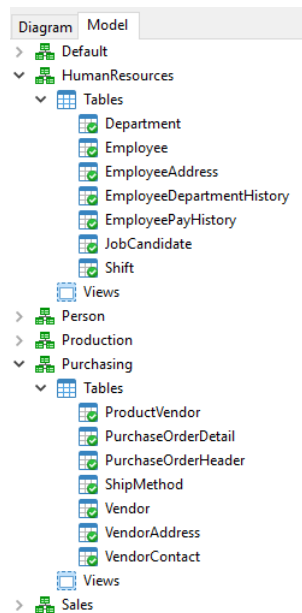 Diagram Model
Default
HumanResources
Tables
Department
Employee
EmployeeAddress
EmployeeDepartmentHistory
EmployeePayHistory
JobCandidate
Shift
Views
Person
Production
Purchasing
Tables
ProductVendor
PurchaseOrderDetail
PurchaseOrderHeader
ShipMethod
Vendor
VendorAddress
VendorContact
Views
Sales